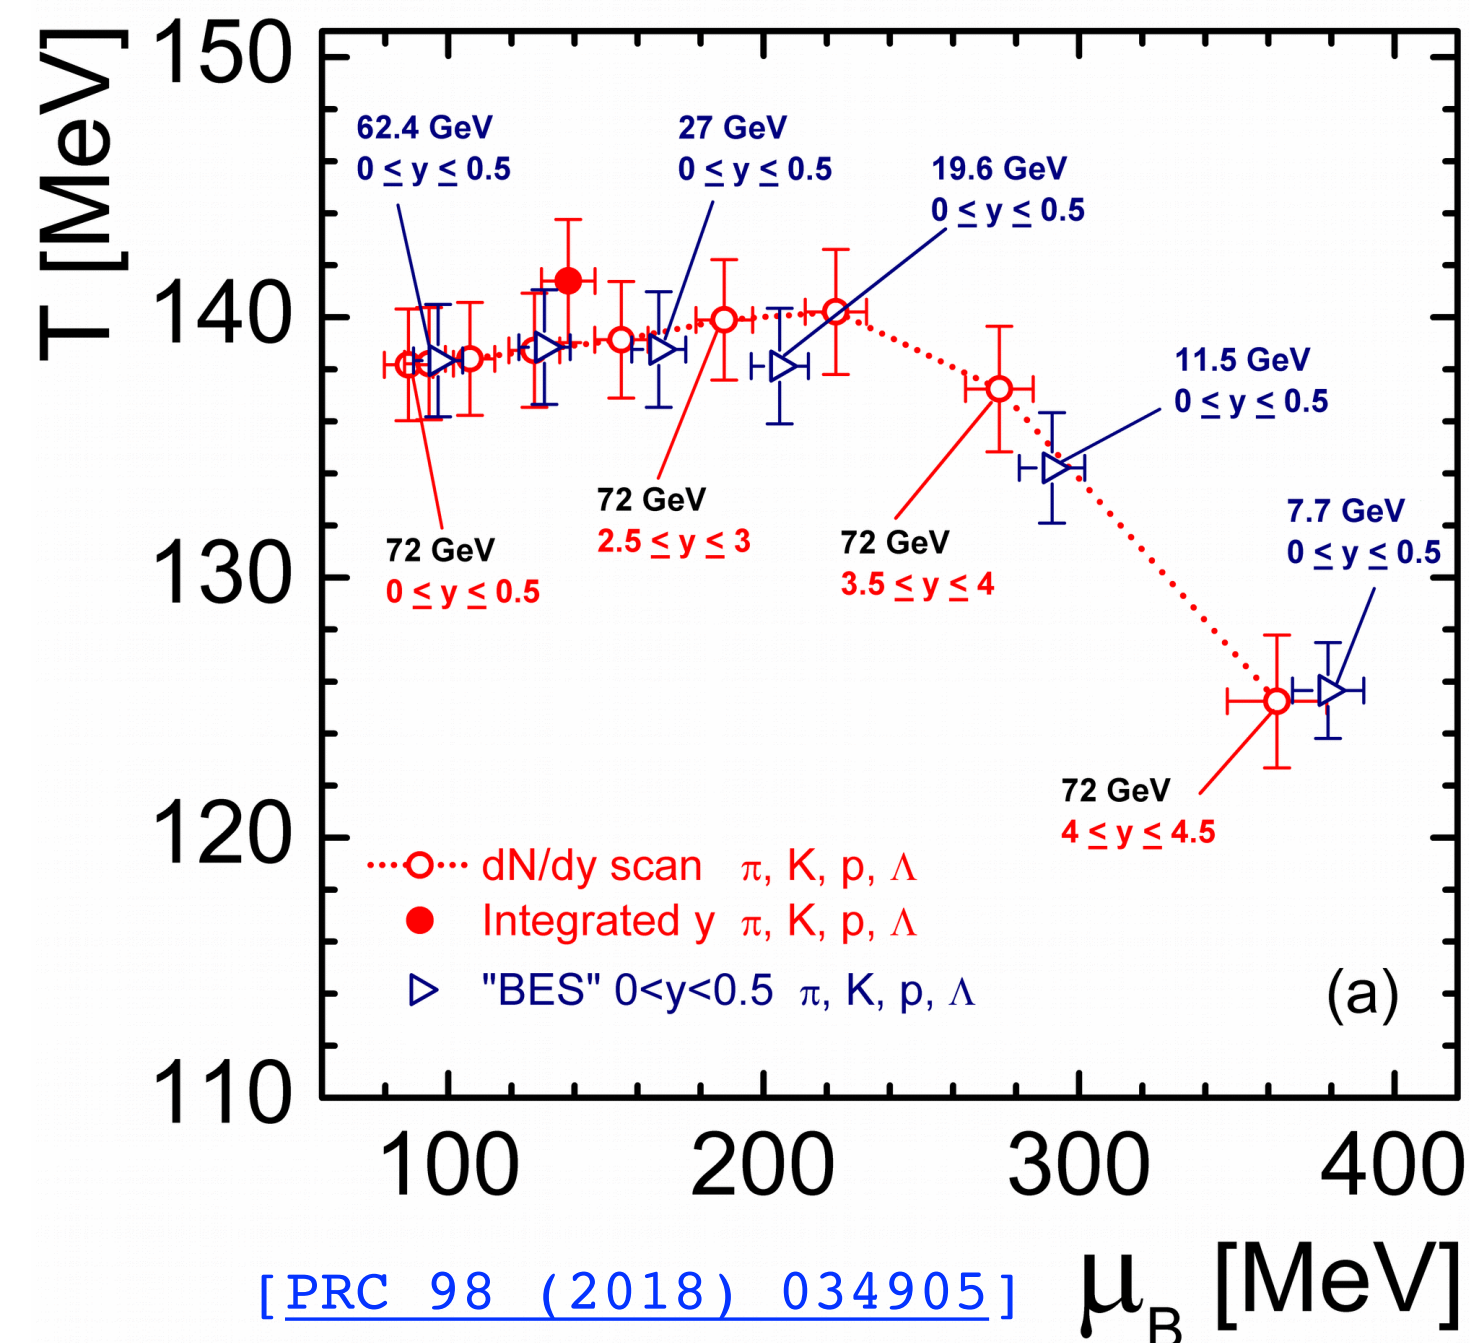 T [MeV]
150
140
130
120
110
62.4 GeV
0 ≤ y ≤ 0.5
27 GeV
0 ≤ y ≤ 0.5
19.6 GeV
0 ≤ y ≤ 0.5
11.5 GeV
0 ≤ y ≤ 0.5
7.7 GeV
0 ≤ y ≤ 0.5
72 GeV
0 ≤ y ≤ 0.5
72 GeV
2.5 ≤ y ≤ 3
72 GeV
3.5 ≤ y ≤ 4
72 GeV
4 ≤ y ≤ 4.5
dN/dy scan π, K, p, Λ
Integrated y π, K, p, Λ
"BES" 0<y<0.5 π, K, p, Λ
(a)
100 200 300 400
μB [MeV]
[PRC 98 (2018) 034905]